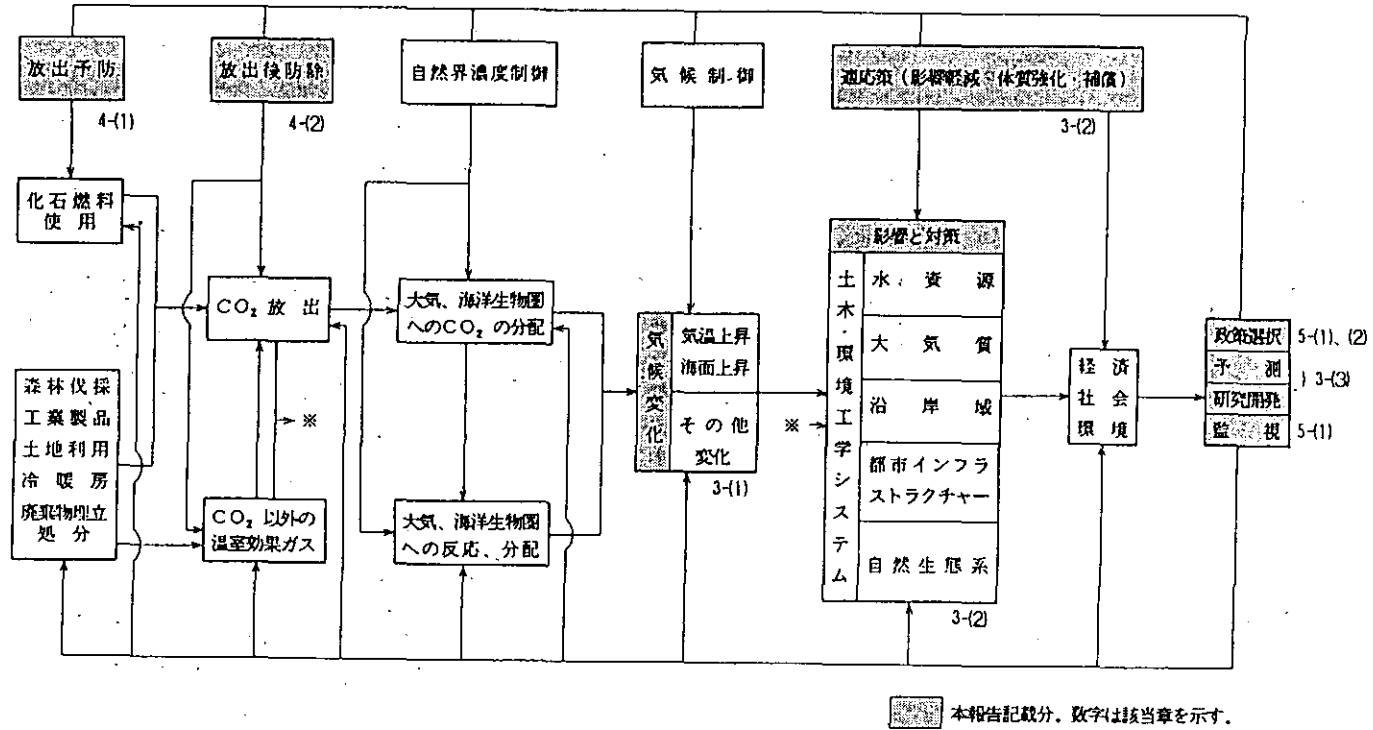 放出予防
4-(1)
放出後防除
4-(2)
自然界濃度制御
気候制御
適応策(影響軽減・体質強化・補償)
3-(2)
化石燃料
使用
森林伐採
工業製品
土地利用
冷暖房
廃棄物埋立
処分
CO₂放出
※
CO₂以外の
温室効果ガス
大気、海洋生物圏
へのCO₂の分配
大気、海洋生物圏
への反応、分配
気候変化
気温上昇
海面上昇
その他
変化
3-(1)
※
影響と対策
土木・環境工学システム
水資源
大気質
沿岸域
都市インフラ
ストラクチャー
自然生態系
3-(2)
経済
社会
環境
政策選択 5-(1)、(2)
予測
} 3-(3)
研究開発
監視 5-(1)
本報告記載分。数字は該当章を示す。